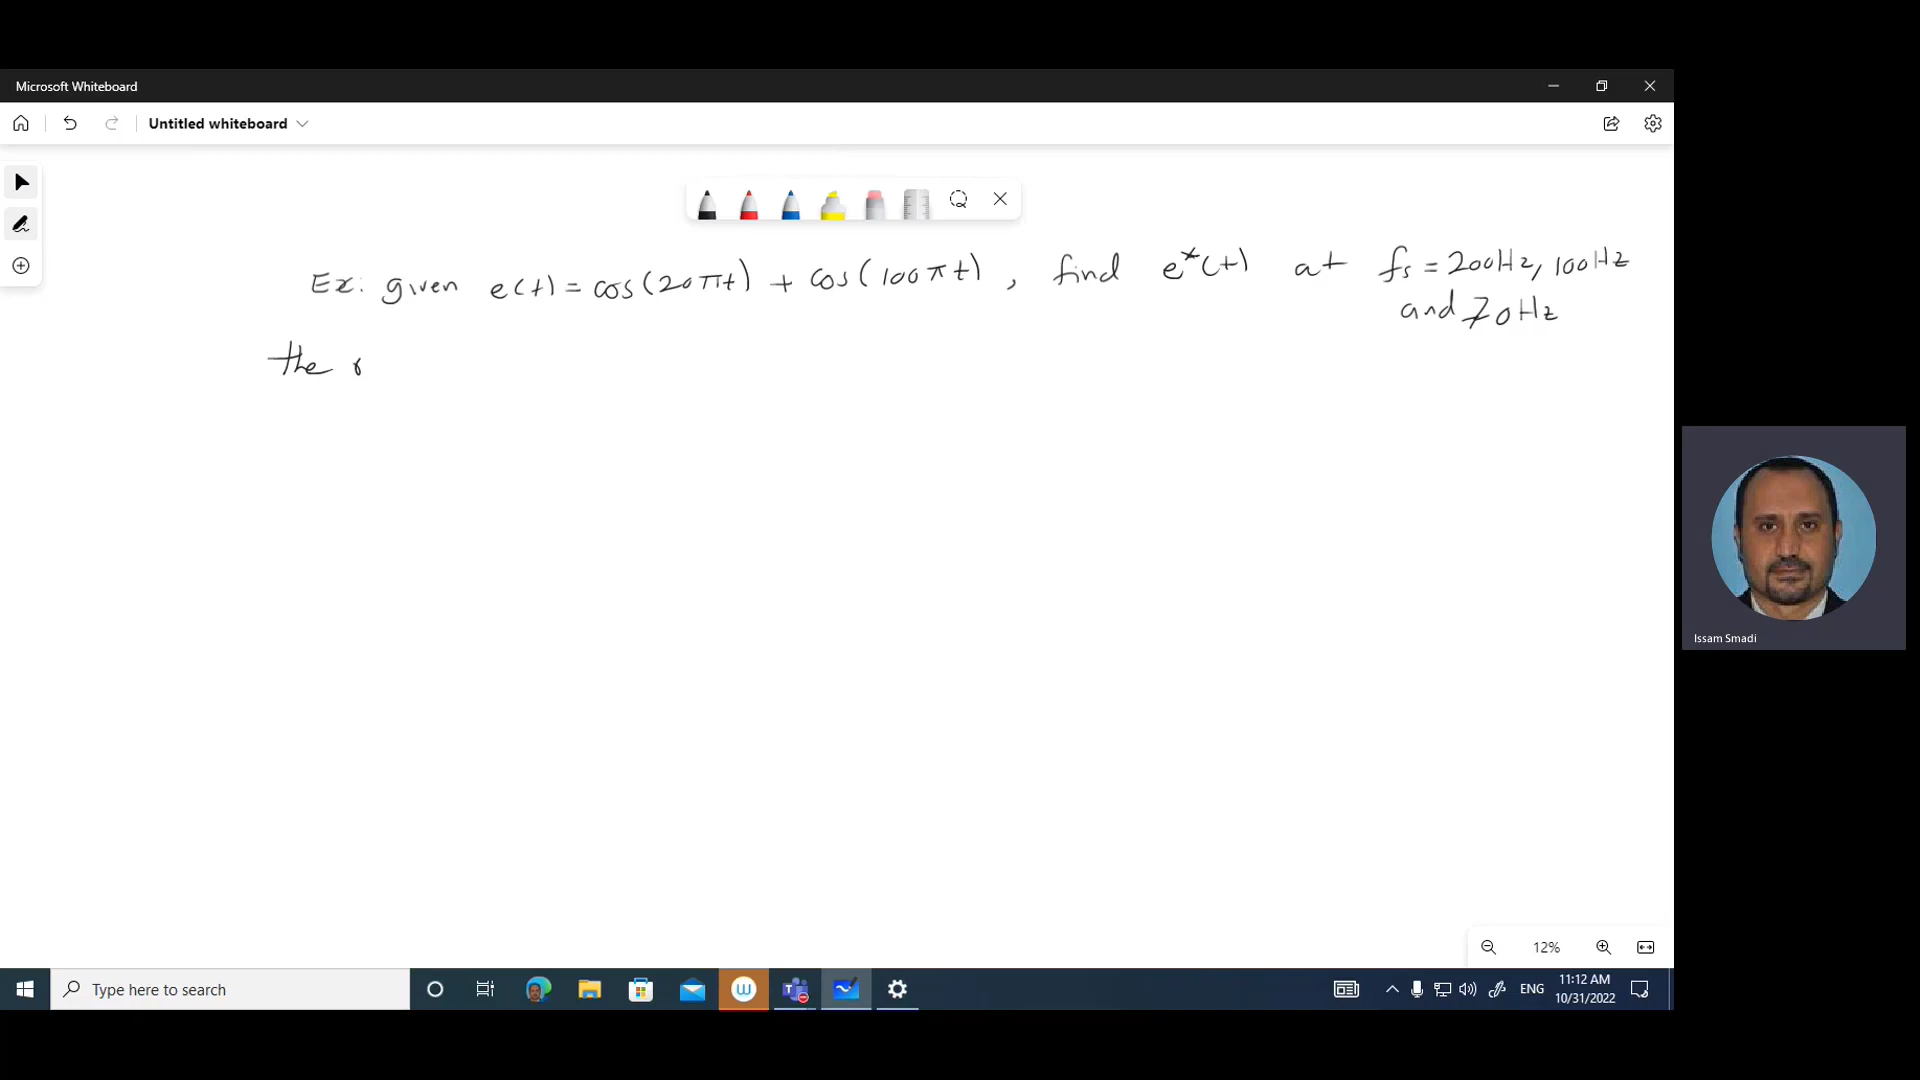 Microsoft Whiteboard
Untitled whiteboard
Ex: given e(t) = cos(20πt) + cos(100πt), find e*(t) at fs = 200Hz, 100Hz
and 70Hz
the r
Issam Smadi
12%
Type here to search
ENG
11:12 AM
10/31/2022